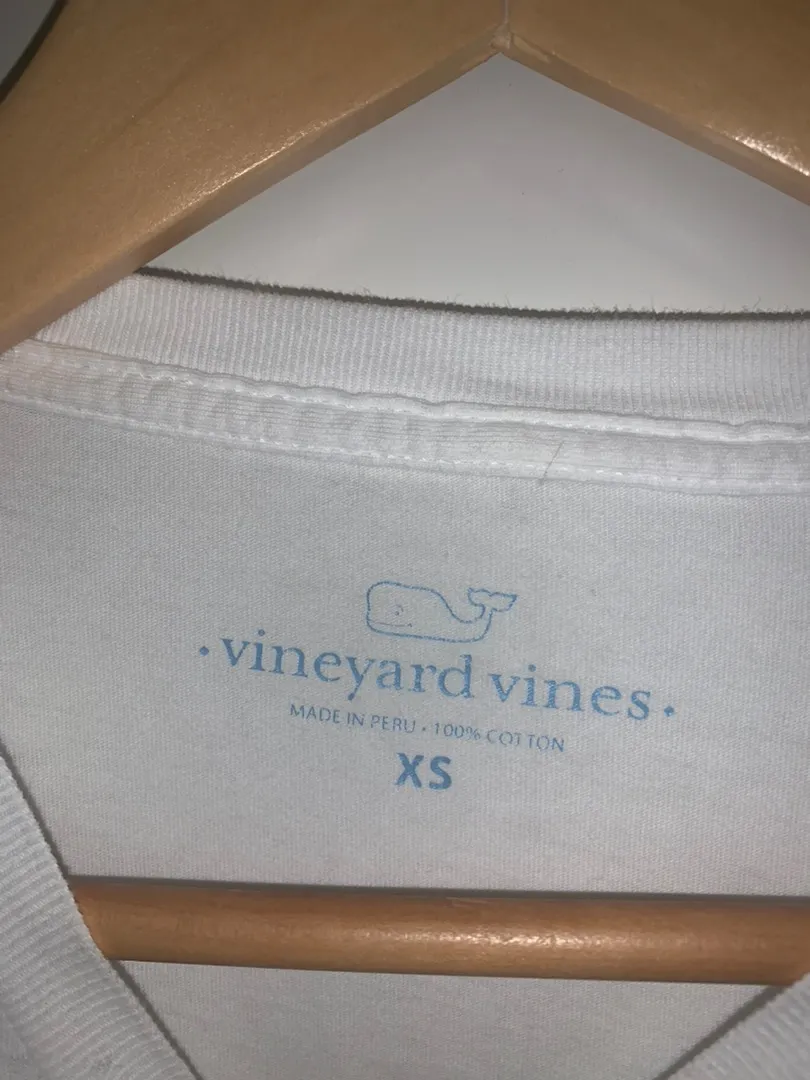 • vineyard vines •
MADE IN PERU • 100% COTTON
XS